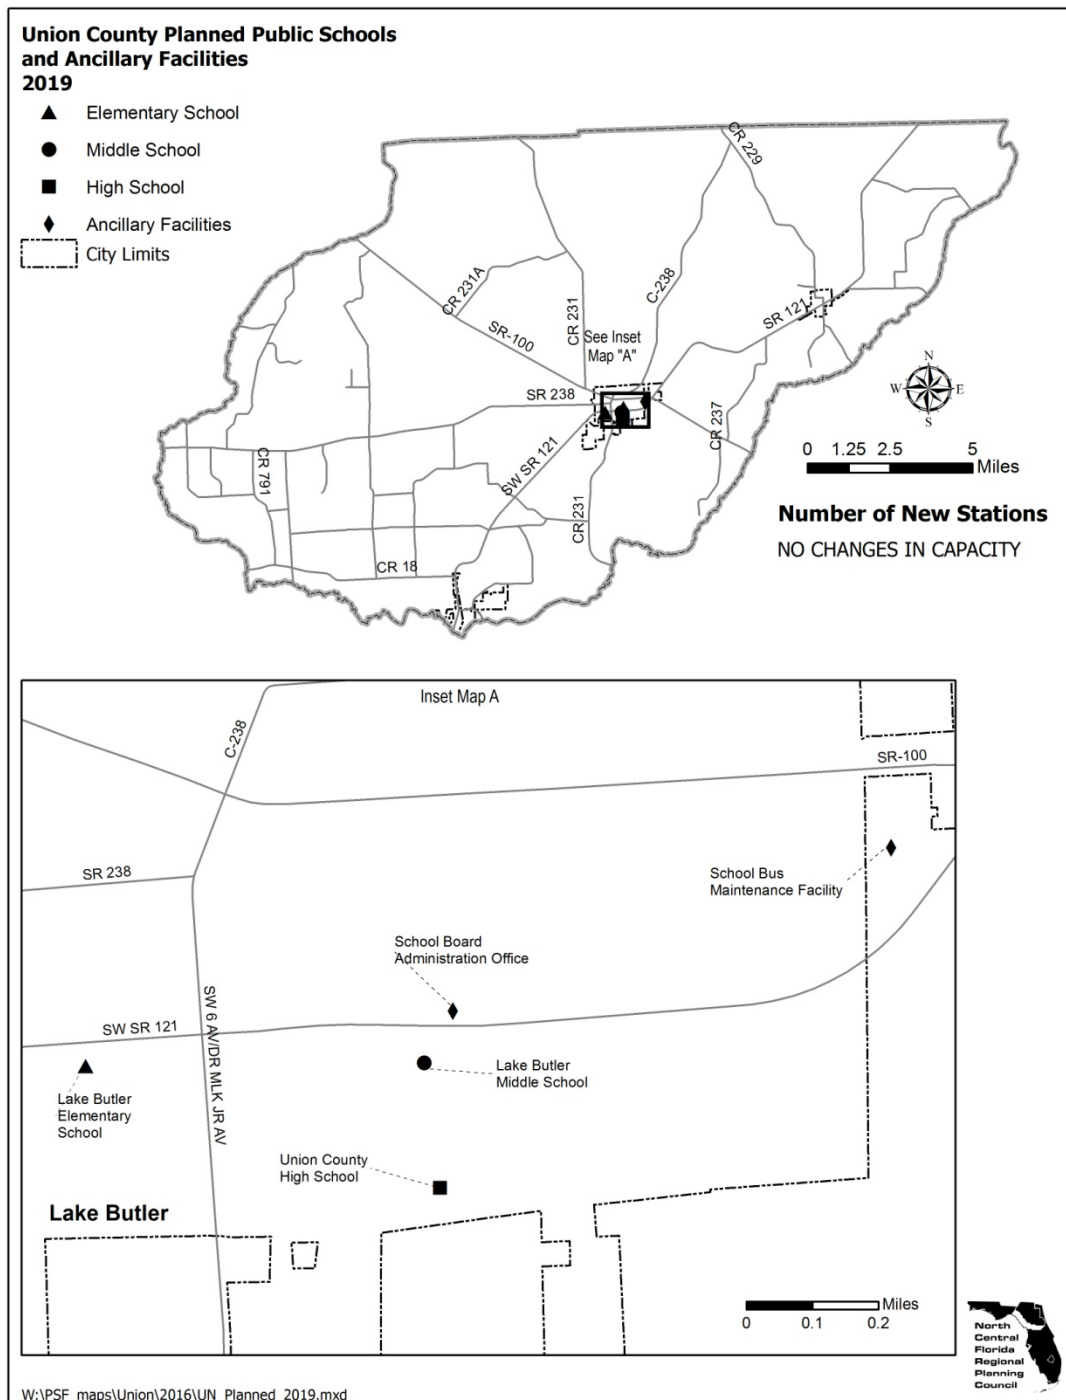 Union County Planned Public Schools
and Ancillary Facilities
2019
Elementary School
Middle School
High School
Ancillary Facilities
City Limits
CR 229
CR 231A
SR-100
CR 231
C-238
SR 121
See Inset
Map "A"
SR 238
SW SR 121
CR 237
CR 791
CR 231
CR 18
N
W
E
S
0 1.25 2.5 5
Miles
Number of New Stations
NO CHANGES IN CAPACITY
Inset Map A
C-238
SR-100
SR 238
School Bus
Maintenance Facility
School Board
Administration Office
SW SR 121
SW 6 AV/DR MLK JR AV
Lake Butler
Elementary
School
Lake Butler
Middle School
Union County
High School
Lake Butler
Miles
0 0.1 0.2
North
Central
Florida
Regional
Planning
Council
W:\PSF_maps\Union\2016\UN_Planned_2019.mxd